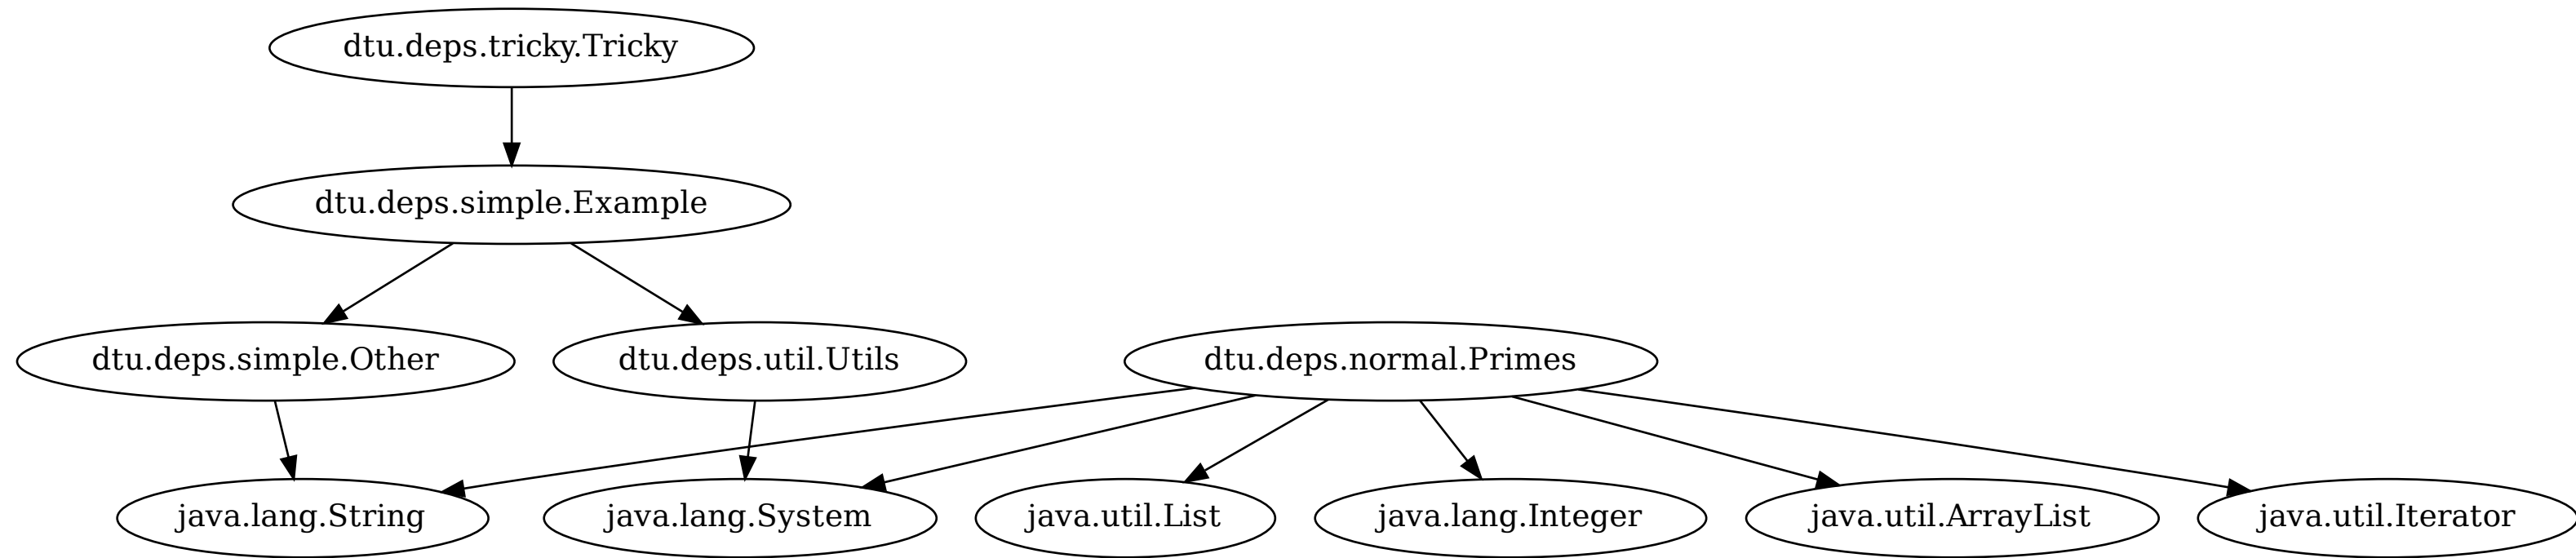 dtu.deps.tricky.Tricky
dtu.deps.simple.Example
dtu.deps.simple.Other
dtu.deps.util.Utils
dtu.deps.normal.Primes
java.lang.String
java.lang.System
java.util.List
java.lang.Integer
java.util.ArrayList
java.util.Iterator